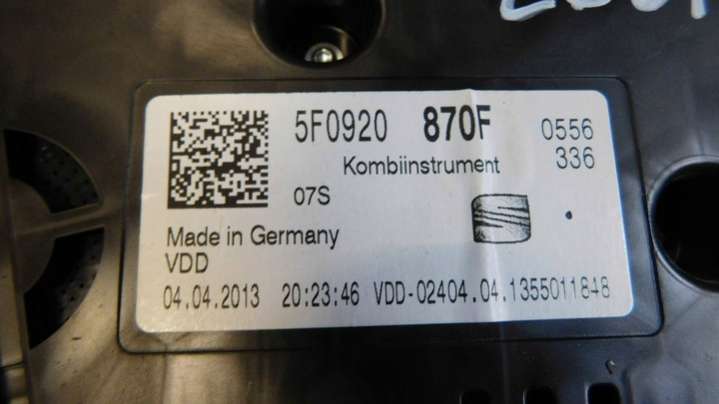 5F0920 870F 0556
Kombiinstrument 336
07S
Made in Germany
VDD
04.04.2013 20:23:46 VDD-02404.04.1355011848